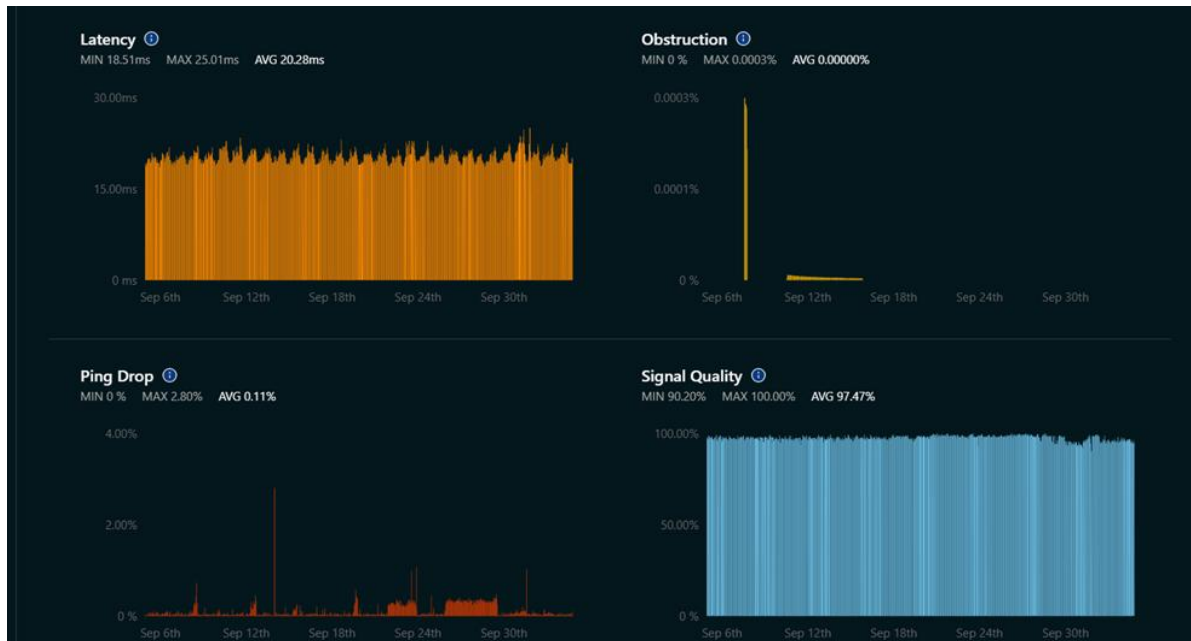 Latency
MIN 18.51ms MAX 25.01ms AVG 20.28ms
30.00ms
15.00ms
0 ms
Sep 6th Sep 12th Sep 18th Sep 24th Sep 30th
Obstruction
MIN 0 % MAX 0.0003% AVG 0.00000%
0.0003%
0.0001%
0 %
Sep 6th Sep 12th Sep 18th Sep 24th Sep 30th
Ping Drop
MIN 0 % MAX 2.80% AVG 0.11%
4.00%
2.00%
0 %
Sep 6th Sep 12th Sep 18th Sep 24th Sep 30th
Signal Quality
MIN 90.20% MAX 100.00% AVG 97.47%
100.00%
50.00%
0 %
Sep 6th Sep 12th Sep 18th Sep 24th Sep 30th